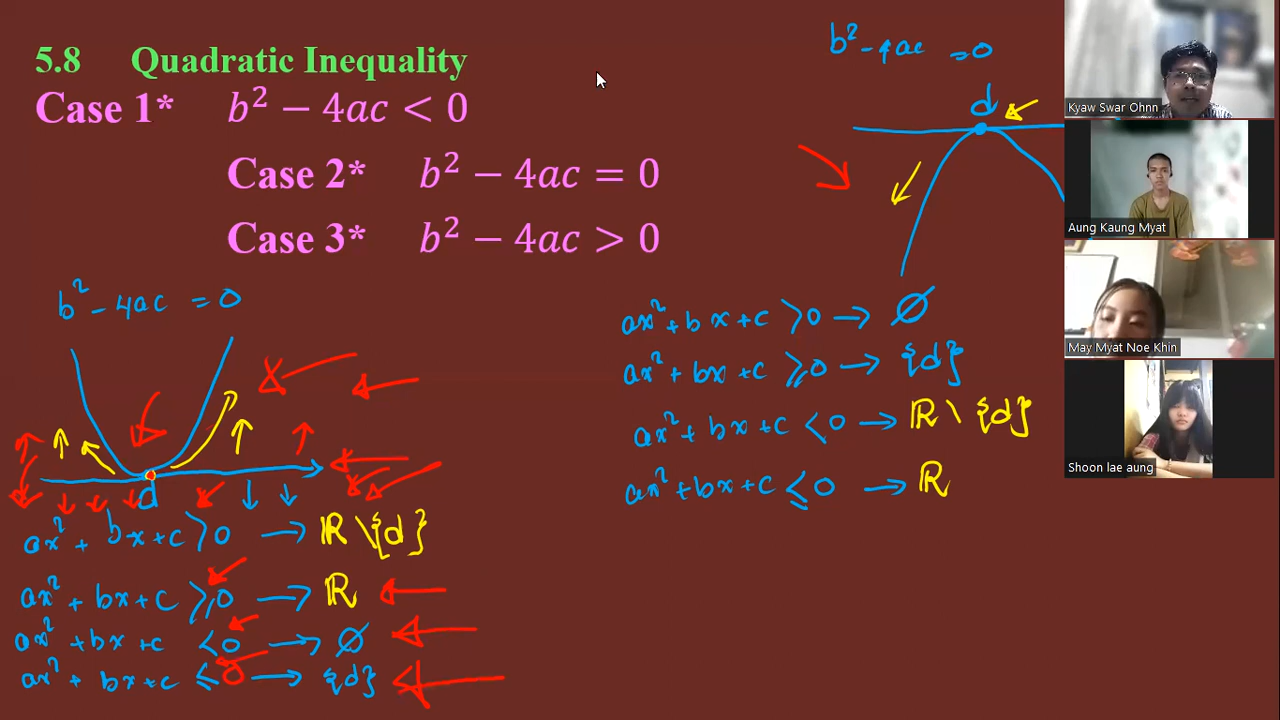 5.8 Quadratic Inequality
Case 1* b² − 4ac < 0
Case 2* b² − 4ac = 0
Case 3* b² − 4ac > 0
b² - 4ac = 0
d
ax² + bx + c > 0 → ℝ \ {d}
ax² + bx + c ≥ 0 → ℝ
ax² + bx + c < 0 → ∅
ax² + bx + c ≤ 0 → {d}
b² - 4ac = 0
d
ax² + bx + c > 0 → ∅
ax² + bx + c ≥ 0 → {d}
ax² + bx + c < 0 → ℝ \ {d}
ax² + bx + c ≤ 0 → ℝ
Kyaw Swar Ohnn
Aung Kaung Myat
May Myat Noe Khin
Shoon lae aung